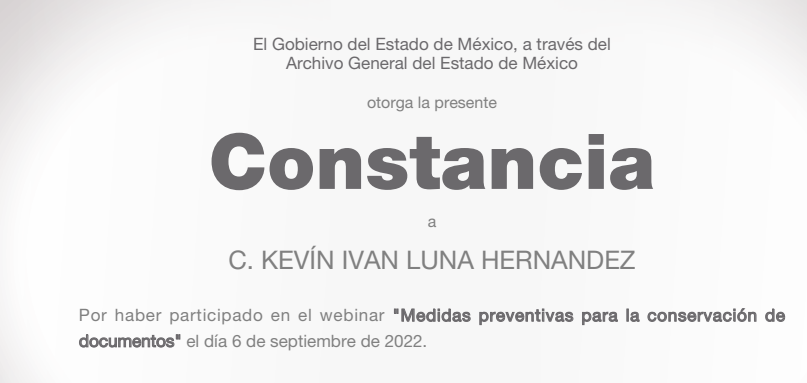 El Gobierno del Estado de México, a través del
Archivo General del Estado de México
otorga la presente
Constancia
a
C. KEVÍN IVAN LUNA HERNANDEZ
Por haber participado en el webinar "Medidas preventivas para la conservación de
documentos" el día 6 de septiembre de 2022.